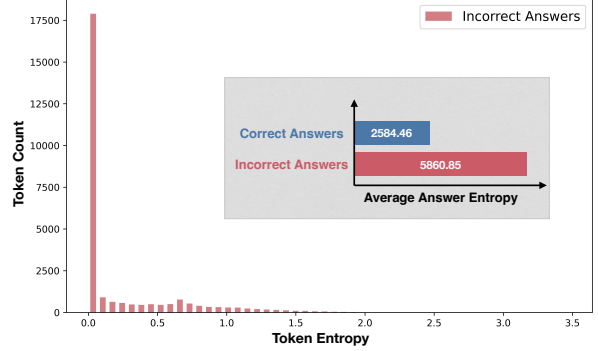 Incorrect Answers
17500
15000
12500
10000
7500
5000
2500
0
Token Count
Correct Answers 2584.46
Incorrect Answers 5860.85
Average Answer Entropy
0.0 0.5 1.0 1.5 2.0 2.5 3.0 3.5
Token Entropy